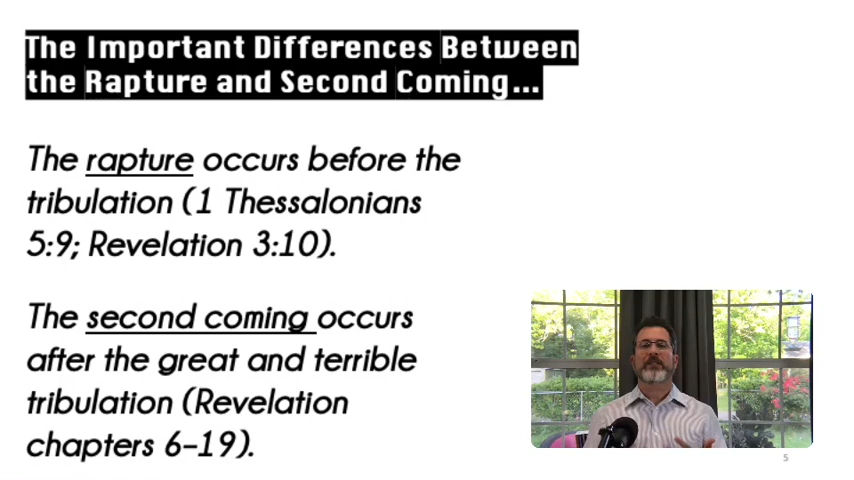 The Important Differences Between
the Rapture and Second Coming...
The rapture occurs before the
tribulation (1 Thessalonians
5:9; Revelation 3:10).
The second coming occurs
after the great and terrible
tribulation (Revelation
chapters 6-19).
5